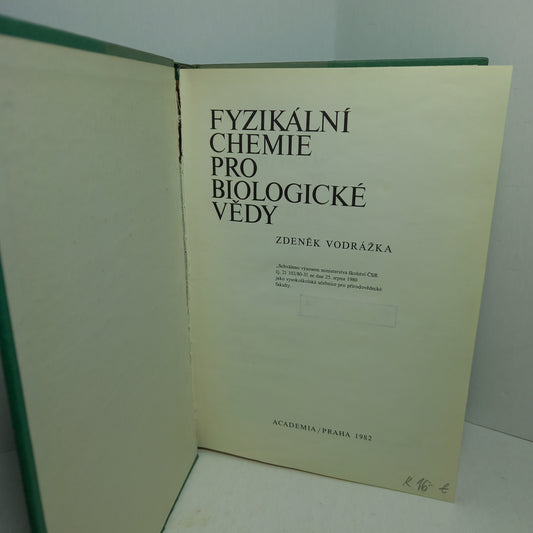 FYZIKÁLNÍ
CHEMIE
PRO
BIOLOGICKÉ
VĚDY
ZDENĚK VODRÁŽKA
„Schváleno výnosem ministerstva školství ČSR
čj. 21 103/80-31 ze dne 25. srpna 1980
jako vysokoškolská učebnice pro přírodovědecké
fakulty.
ACADEMIA/PRAHA 1982